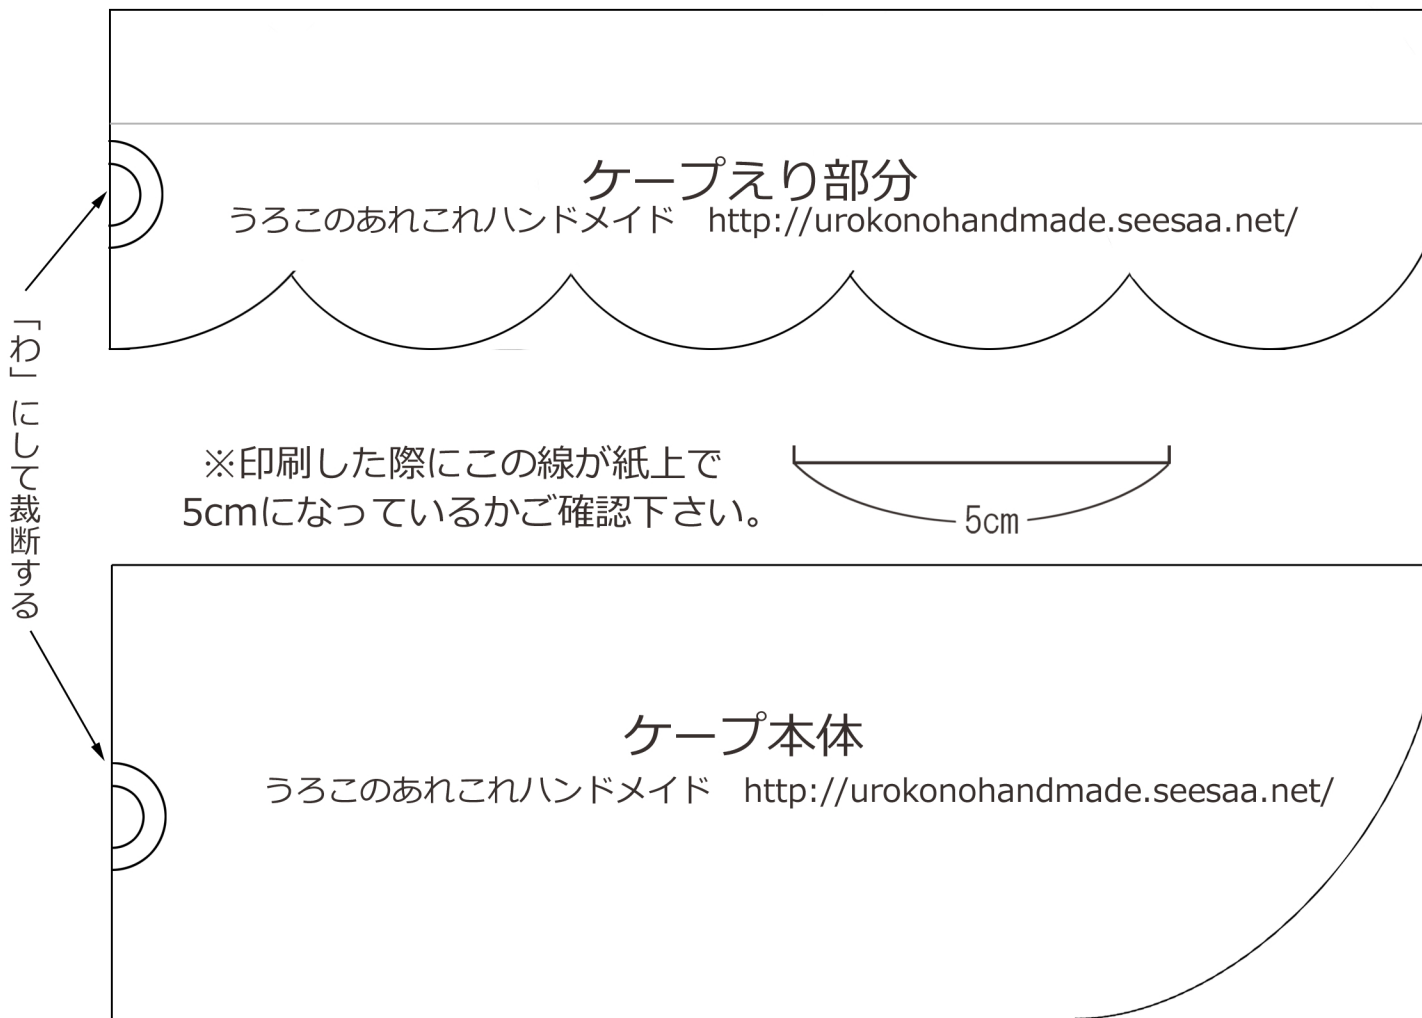 ケープえり部分
うろこのあれこれハンドメイド　http://urokonohandmade.seesaa.net/
「わ」にして裁断する
※印刷した際にこの線が紙上で
5cmになっているかご確認下さい。
5cm
ケープ本体
うろこのあれこれハンドメイド　http://urokonohandmade.seesaa.net/